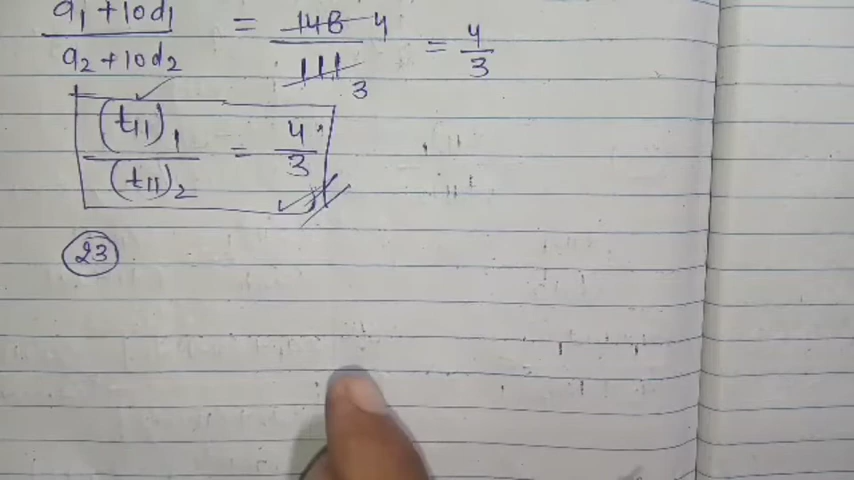 a₁ + 10d₁ / a₂ + 10d₂ = 148 4 / 111 3 = 4/3
(t₁₁)₁ / (t₁₁)₂ = 4/3
23